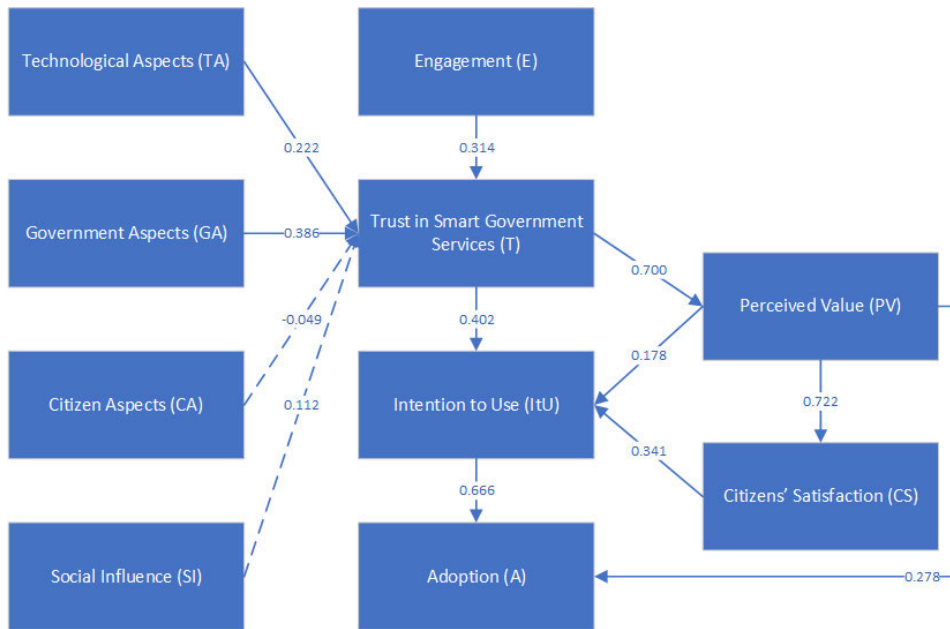 Technological Aspects (TA)
Engagement (E)
0.222
0.314
Government Aspects (GA)
0.386
Trust in Smart Government
Services (T)
0.700
Perceived Value (PV)
-0.049
0.402
0.178
Citizen Aspects (CA)
0.112
Intention to Use (ItU)
0.722
0.341
0.666
Citizens' Satisfaction (CS)
Social Influence (SI)
Adoption (A)
0.278